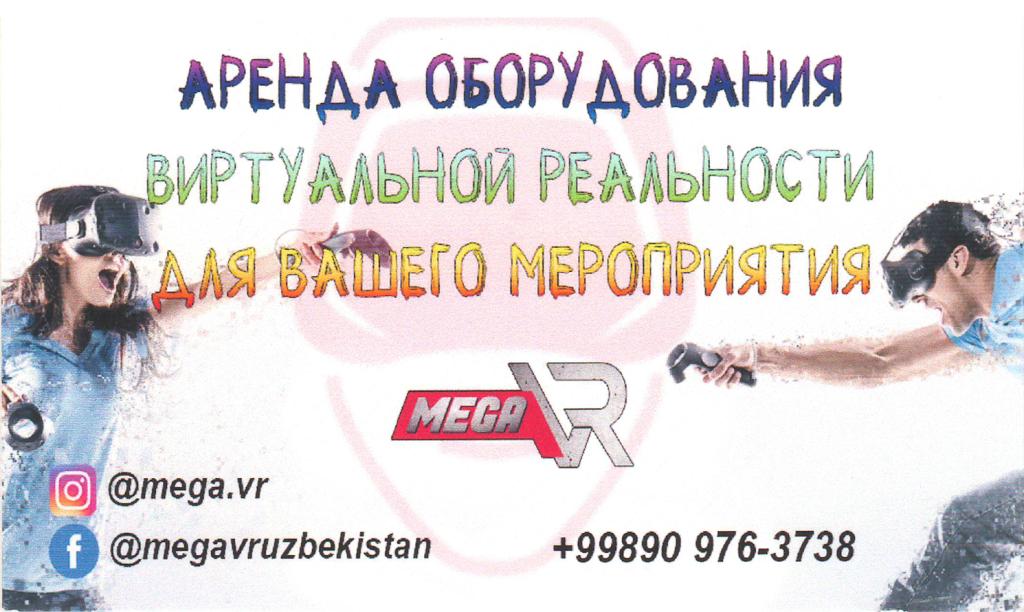 АРЕНДА ОБОРУДОВАНИЯ
ВИРТУАЛЬНОЙ РЕАЛЬНОСТИ
ДЛЯ ВАШЕГО МЕРОПРИЯТИЯ
MEGA VR
@mega.vr
@megavruzbekistan
+99890 976-3738